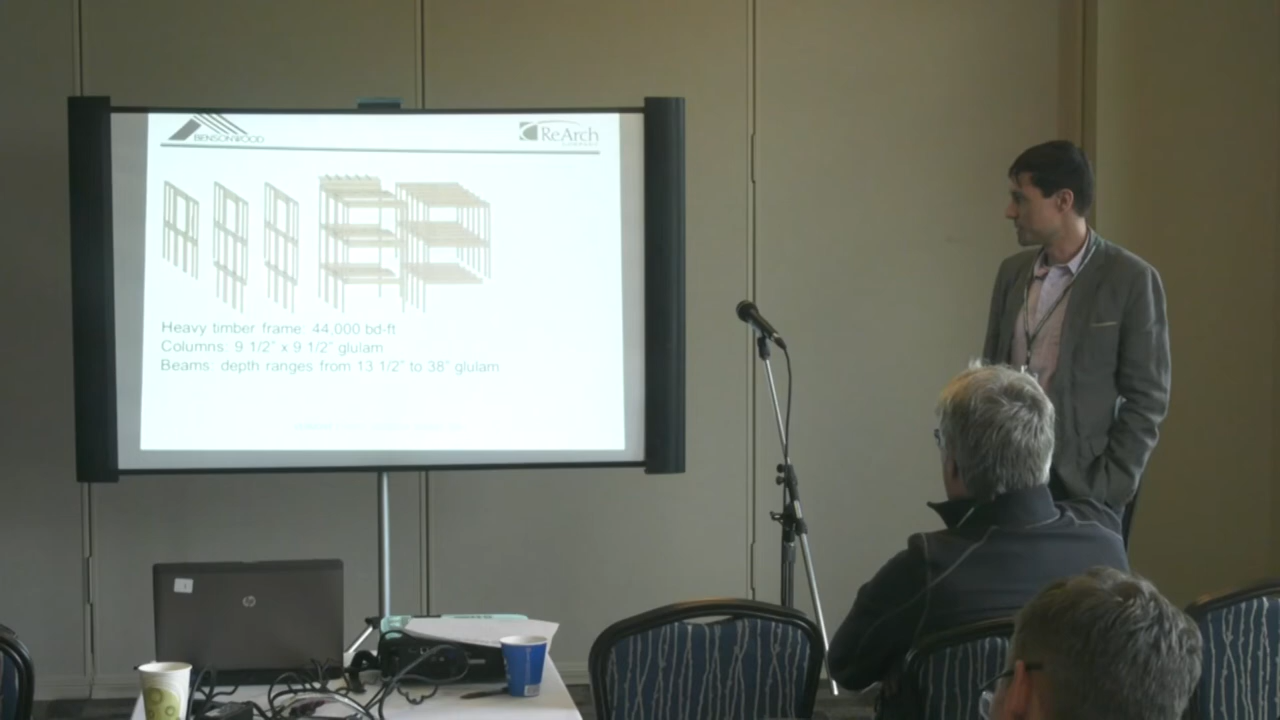 BENSONWOOD
ReArch
Heavy timber frame: 44,000 bd-ft
Columns: 9 1/2" x 9 1/2" glulam
Beams: depth ranges from 13 1/2" to 38" glulam
hp